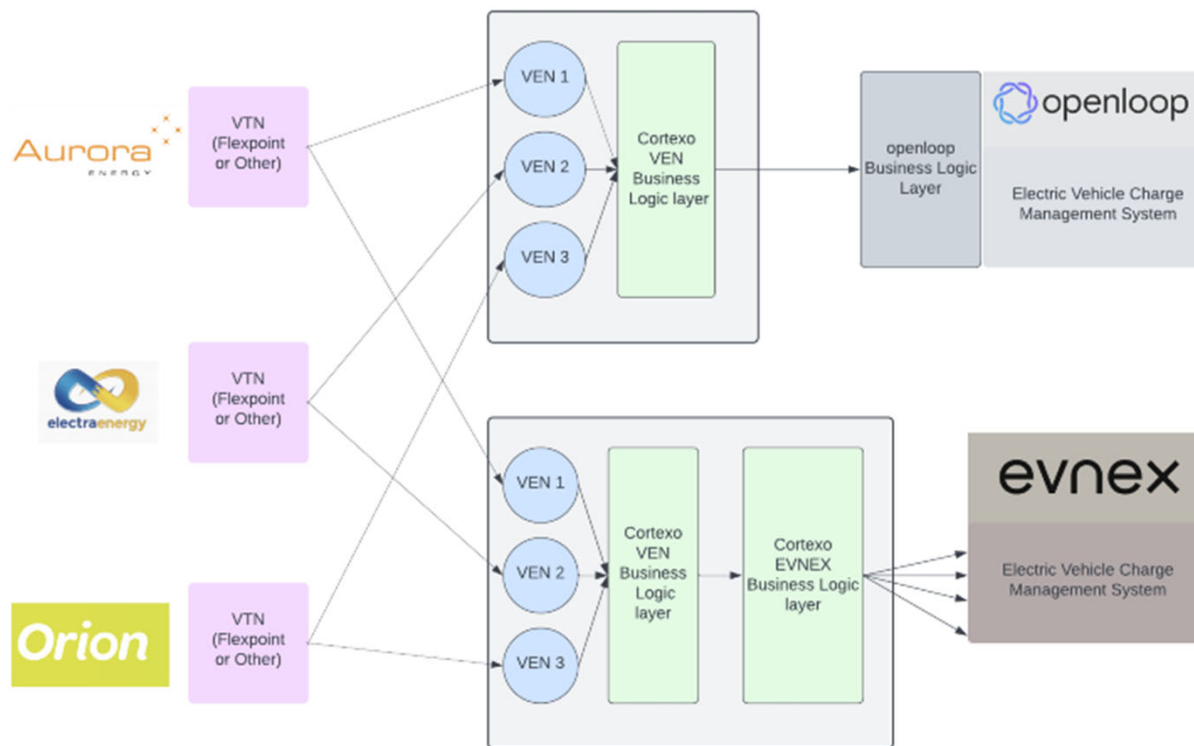 Aurora
ENERGY
VTN
(Flexpoint
or Other)
VEN 1
VEN 2
VEN 3
Cortexo
VEN
Business
Logic layer
openloop
Business Logic
Layer
openloop
Electric Vehicle Charge
Management System
electraenergy
VTN
(Flexpoint
or Other)
Orion
VTN
(Flexpoint
or Other)
VEN 1
VEN 2
VEN 3
Cortexo
VEN
Business
Logic
layer
Cortexo
EVNEX
Business Logic
layer
evnex
Electric Vehicle Charge
Management System